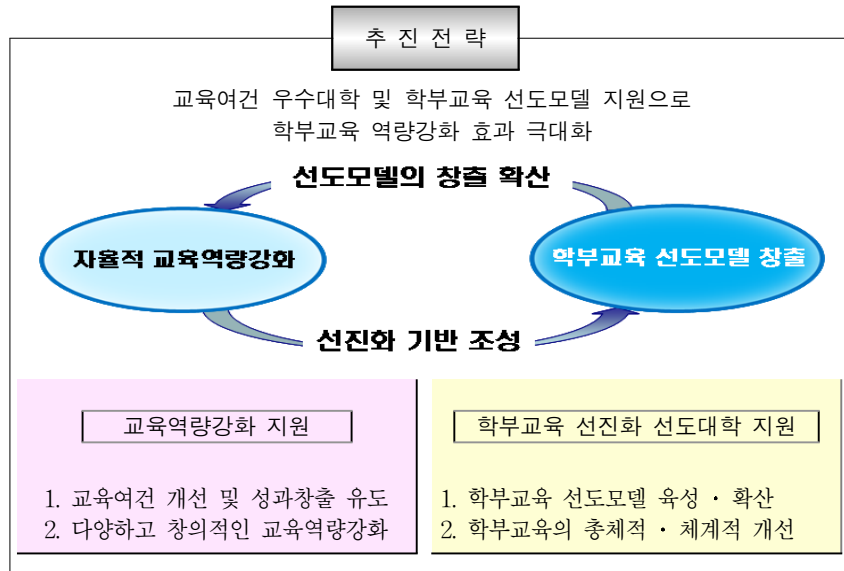 추 진 전 략
교육여건 우수대학 및 학부교육 선도모델 지원으로
학부교육 역량강화 효과 극대화
선도모델의 창출 확산
자율적 교육역량강화
학부교육 선도모델 창출
선진화 기반 조성
교육역량강화 지원
1. 교육여건 개선 및 성과창출 유도
2. 다양하고 창의적인 교육역량강화
학부교육 선진화 선도대학 지원
1. 학부교육 선도모델 육성・확산
2. 학부교육의 총체적・체계적 개선